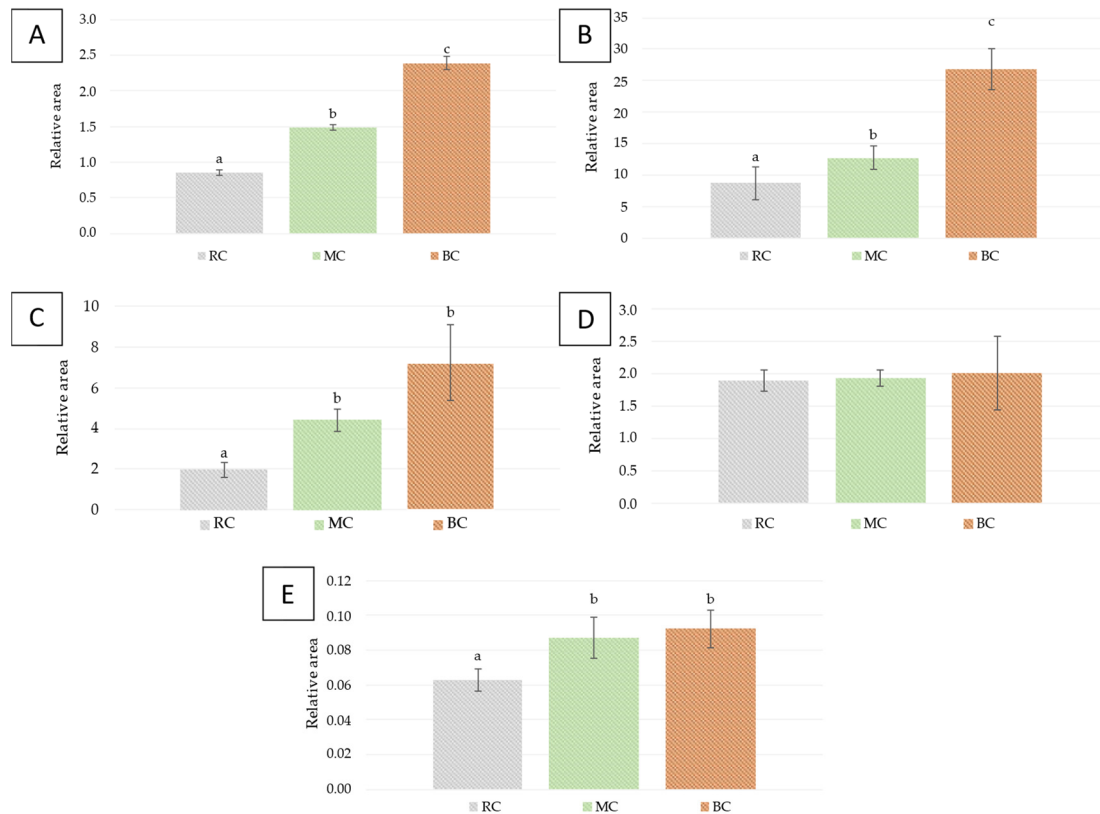 A
Relative area
3.0
2.5
2.0
1.5
1.0
0.5
0.0
a
b
c
RC MC BC
B
Relative area
35
30
25
20
15
10
5
0
a
b
c
RC MC BC
C
Relative area
10
8
6
4
2
0
a
b
b
RC MC BC
D
Relative area
3.0
2.5
2.0
1.5
1.0
0.5
0.0
RC MC BC
E
Relative area
0.12
0.10
0.08
0.06
0.04
0.02
0.00
a
b
b
RC MC BC